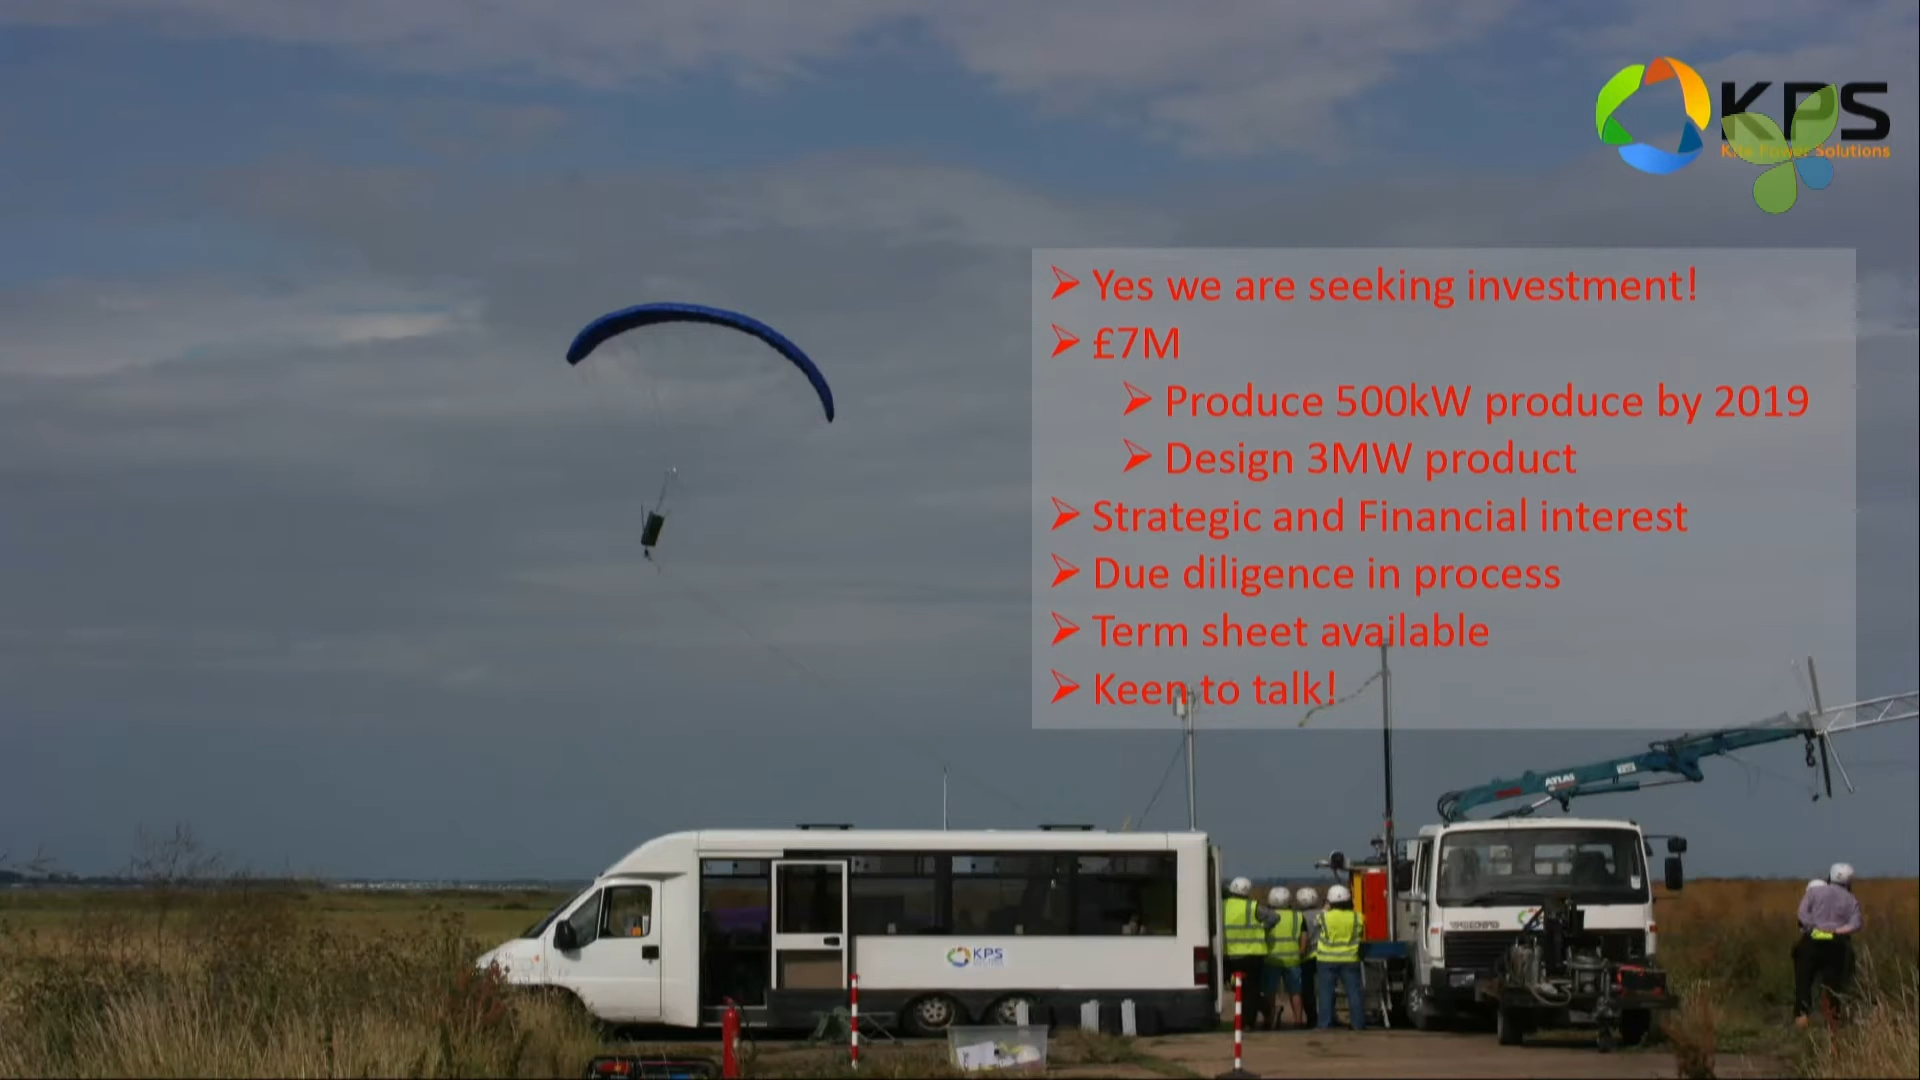 KPS
Kite Power Solutions
➢ Yes we are seeking investment!
➢ £7M
➢ Produce 500kW produce by 2019
➢ Design 3MW product
➢ Strategic and Financial interest
➢ Due diligence in process
➢ Term sheet available
➢ Keen to talk!
ATLAS
KPS